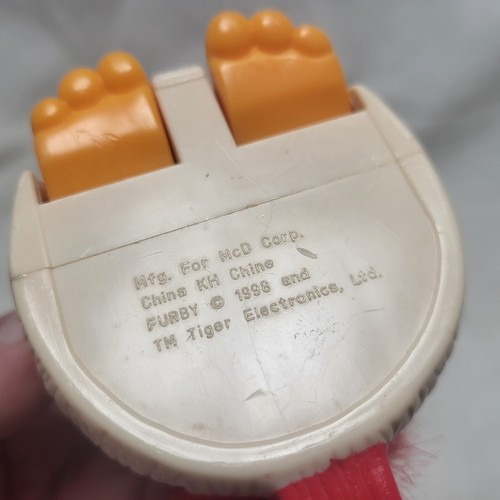 Mfg. For McD Corp.
China KH Chine
FURBY © 1998 and
TM Tiger Electronics, Ltd.